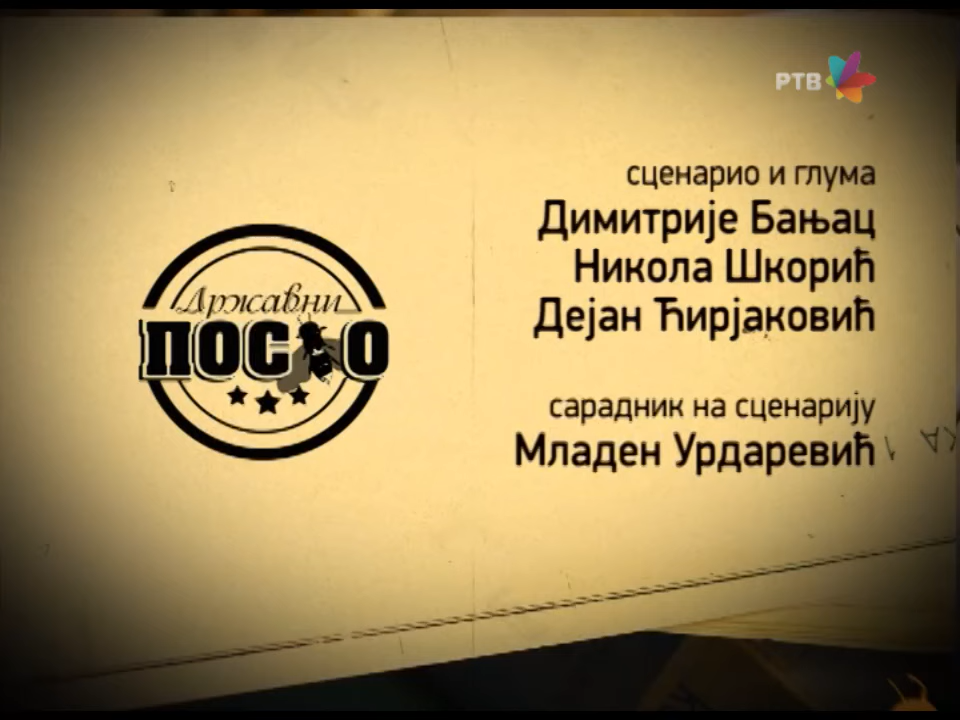 РТВ
сценарио и глума
Димитрије Бањац
Никола Шкорић
Дејан Ћирјаковић
Државни
ПОСАО
сарадник на сценарију
Младен Урдаревић